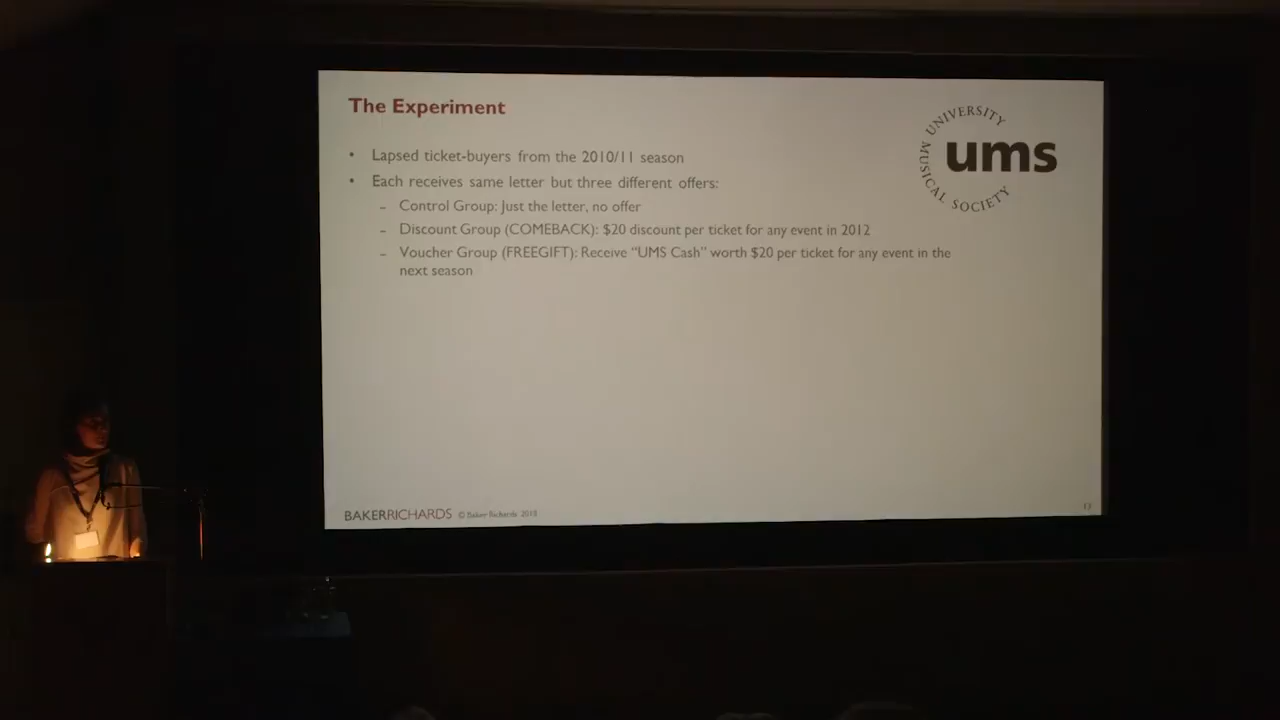 The Experiment
UNIVERSITY
MUSICAL SOCIETY
ums
• Lapsed ticket-buyers from the 2010/11 season
• Each receives same letter but three different offers:
– Control Group: Just the letter, no offer
– Discount Group (COMEBACK): $20 discount per ticket for any event in 2012
– Voucher Group (FREEGIFT): Receive “UMS Cash” worth $20 per ticket for any event in the
next season
BAKERRICHARDS © Baker Richards